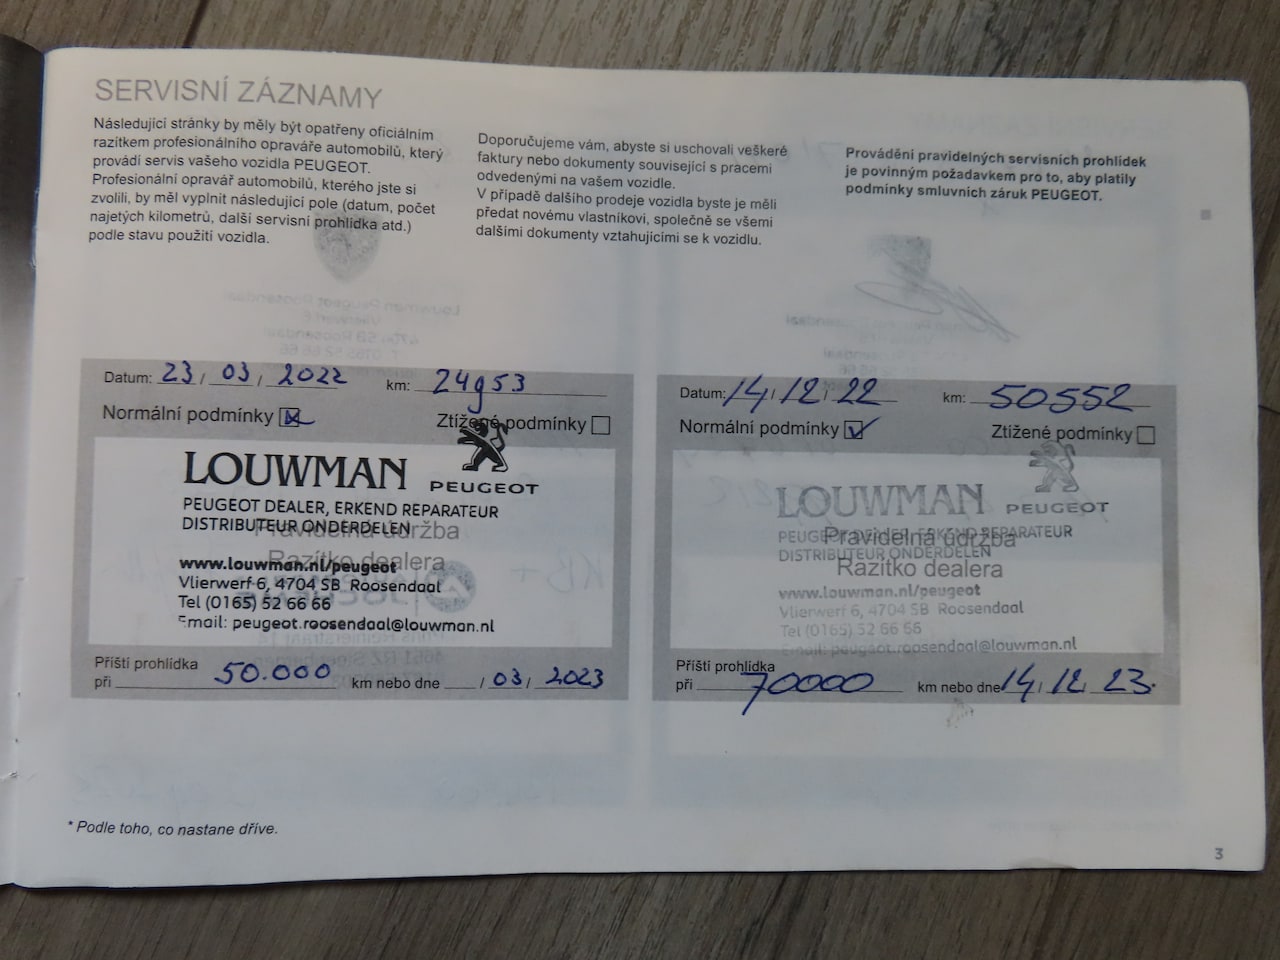 SERVISNÍ ZÁZNAMY
Následující stránky by měly být opatřeny oficiálním
razítkem profesionálního opraváře automobilů, který
provádí servis vašeho vozidla PEUGEOT.
Profesionální opravář automobilů, kterého jste si
zvolili, by měl vyplnit následující pole (datum, počet
najetých kilometrů, další servisní prohlídka atd.)
podle stavu použití vozidla.
Doporučujeme vám, abyste si uschovali veškeré
faktury nebo dokumenty související s pracemi
odvedenými na vašem vozidle.
V případě dalšího prodeje vozidla byste je měli
předat novému vlastníkovi, společně se všemi
dalšími dokumenty vztahujícími se k vozidlu.
Provádění pravidelných servisních prohlídek
je povinným požadavkem pro to, aby platily
podmínky smluvních záruk PEUGEOT.
Datum: 23 / 03 / 2022 km: 24953
Normální podmínky Ztížené podmínky
LOUWMAN
PEUGEOT
PEUGEOT DEALER, ERKEND REPARATEUR
DISTRIBUTEUR ONDERDELEN
Pravidelná údržba
Razítko dealera
www.louwman.nl/peugeot
Vlierwerf 6, 4704 SB Roosendaal
Tel (0165) 52 66 66
Email: peugeot.roosendaal@louwman.nl
Příští prohlídka
při 50.000 km nebo dne / 03 / 2023
Datum: 14 / 12 / 22 km: 50552
Normální podmínky Ztížené podmínky
LOUWMAN
PEUGEOT
PEUGEOT DEALER, ERKEND REPARATEUR
Pravidelná údržba
DISTRIBUTEUR ONDERDELEN
Razítko dealera
www.louwman.nl/peugeot
Vlierwerf 6, 4704 SB Roosendaal
Tel (0165) 52 66 66
Email: peugeot.roosendaal@louwman.nl
Příští prohlídka
při 70000 km nebo dne 14 / 12 / 23
* Podle toho, co nastane dříve.
3